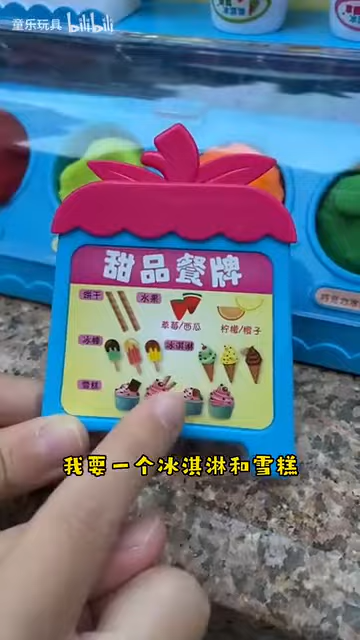 童乐玩具 bilibili
甜品餐牌
饼干
水果
草莓/西瓜
柠檬/橙子
冰棒
冰淇淋
雪糕
我要一个冰淇淋和雪糕